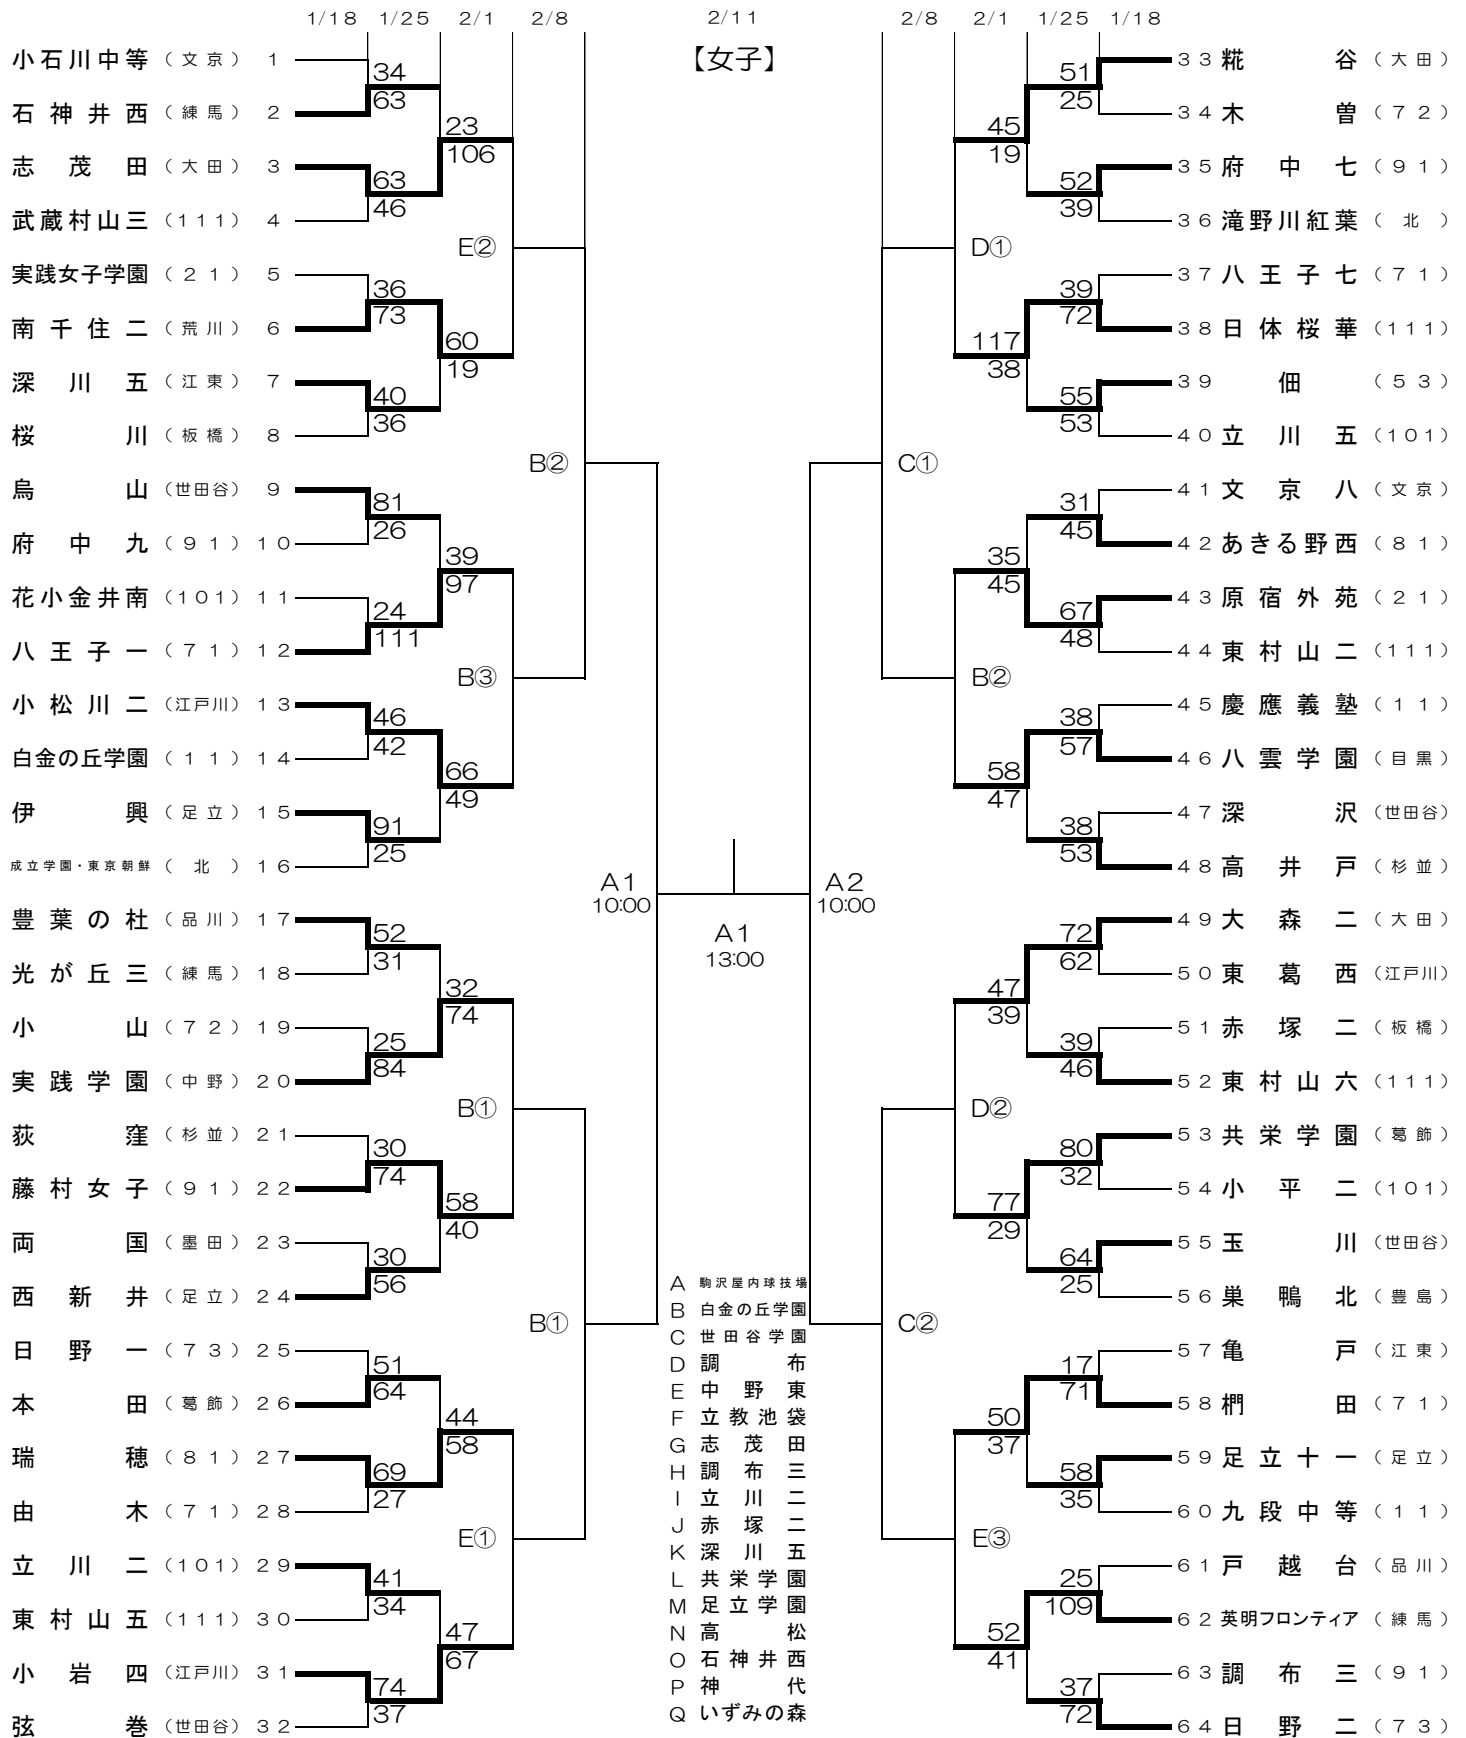 1/18 1/25 2/1 2/8 2/11 2/8 2/1 1/25 1/18
【女子】
小石川中等 （文京） 1
34
63
石神井西 （練馬） 2
23
106
志茂田 （大田） 3
63
46
武蔵村山三 （111） 4
E②
実践女子学園 （21） 5
36
73
南千住二 （荒川） 6
60
19
深川五 （江東） 7
40
36
桜川 （板橋） 8
B②
烏山 （世田谷） 9
81
26
府中九 （91） 10
39
97
花小金井南 （101） 11
24
111
八王子一 （71） 12
B③
小松川二 （江戸川） 13
46
42
白金の丘学園 （11） 14
66
49
伊興 （足立） 15
91
25
成立学園・東京朝鮮 （北） 16
A1
10:00
豊葉の杜 （品川） 17
52
31
光が丘三 （練馬） 18
32
74
小山 （72） 19
25
84
実践学園 （中野） 20
B①
荻窪 （杉並） 21
30
74
藤村女子 （91） 22
58
40
両国 （墨田） 23
30
56
西新井 （足立） 24
B①
日野一 （73） 25
51
64
本田 （葛飾） 26
44
58
瑞穂 （81） 27
69
27
由木 （71） 28
E①
立川二 （101） 29
41
34
東村山五 （111） 30
47
67
小岩四 （江戸川） 31
74
37
弦巻 （世田谷） 32
A1
13:00
A 駒沢屋内球技場
B 白金の丘学園
C 世田谷学園
D 調布
E 中野東
F 立教池袋
G 志茂田
H 調布三
I 立川二
J 赤塚二
K 深川五
L 共栄学園
M 足立学園
N 高松
O 石神井西
P 神代
Q いずみの森
33 糀谷 （大田）
51
25
34 木曽 （72）
45
19
35 府中七 （91）
52
39
36 滝野川紅葉 （北）
D①
37 八王子七 （71）
39
72
38 日体桜華 （111）
117
38
39 佃 （53）
55
53
40 立川五 （101）
C①
41 文京八 （文京）
31
45
42 あきる野西 （81）
35
45
43 原宿外苑 （21）
67
48
44 東村山二 （111）
B②
45 慶應義塾 （11）
38
57
46 八雲学園 （目黒）
58
47
47 深沢 （世田谷）
38
53
48 高井戸 （杉並）
A2
10:00
49 大森二 （大田）
72
62
50 東葛西 （江戸川）
47
39
51 赤塚二 （板橋）
39
46
52 東村山六 （111）
D②
53 共栄学園 （葛飾）
80
32
54 小平二 （101）
77
29
55 玉川 （世田谷）
64
25
56 巣鴨北 （豊島）
C②
57 亀戸 （江東）
17
71
58 椚田 （71）
50
37
59 足立十一 （足立）
58
35
60 九段中等 （11）
E③
61 戸越台 （品川）
25
109
62 英明フロンティア （練馬）
52
41
63 調布三 （91）
37
72
64 日野二 （73）